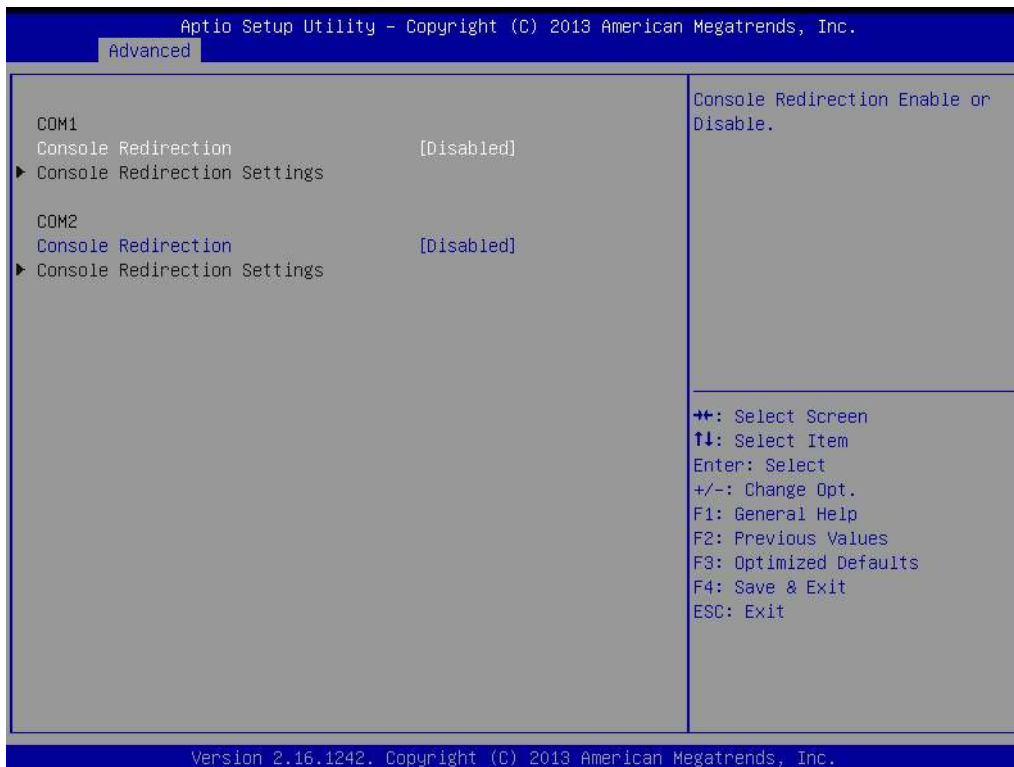 Aptio Setup Utility – Copyright (C) 2013 American Megatrends, Inc.
Advanced
COM1
Console Redirection [Disabled]
Console Redirection Settings
COM2
Console Redirection [Disabled]
Console Redirection Settings
Console Redirection Enable or
Disable.
→←: Select Screen
↑↓: Select Item
Enter: Select
+/-: Change Opt.
F1: General Help
F2: Previous Values
F3: Optimized Defaults
F4: Save & Exit
ESC: Exit
Version 2.16.1242. Copyright (C) 2013 American Megatrends, Inc.